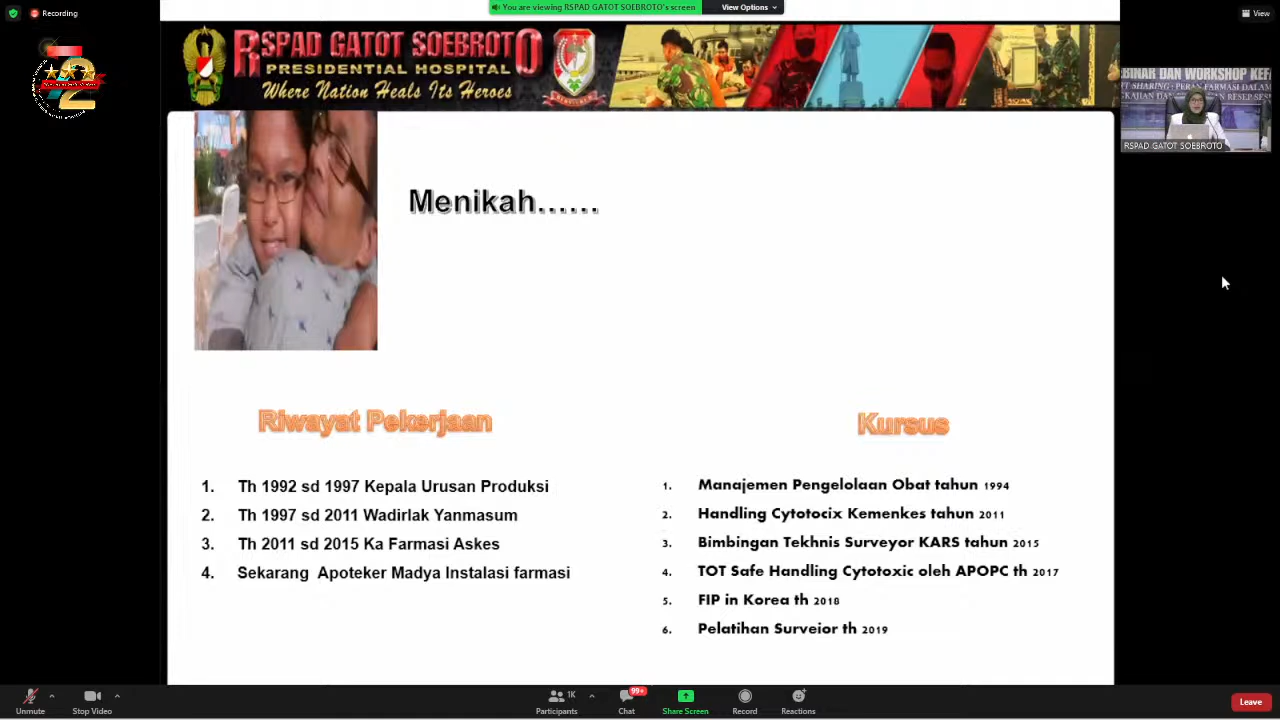 Recording
You are viewing RSPAD GATOT SOEBROTO's screen
View Options
View
RSPAD GATOT SOEBROTO
PRESIDENTIAL HOSPITAL
Where Nation Heals Its Heroes
RSPAD GATOT SOEBROTO
Menikah......
Riwayat Pekerjaan
1. Th 1992 sd 1997 Kepala Urusan Produksi
2. Th 1997 sd 2011 Wadirlak Yanmasum
3. Th 2011 sd 2015 Ka Farmasi Askes
4. Sekarang Apoteker Madya Instalasi farmasi
Kursus
1. Manajemen Pengelolaan Obat tahun 1994
2. Handling Cytotocix Kemenkes tahun 2011
3. Bimbingan Tekhnis Surveyor KARS tahun 2015
4. TOT Safe Handling Cytotoxic oleh APOPC th 2017
5. FIP in Korea th 2018
6. Pelatihan Surveior th 2019
Unmute
Stop Video
1K
Participants
99+
Chat
Share Screen
Record
Reactions
Leave